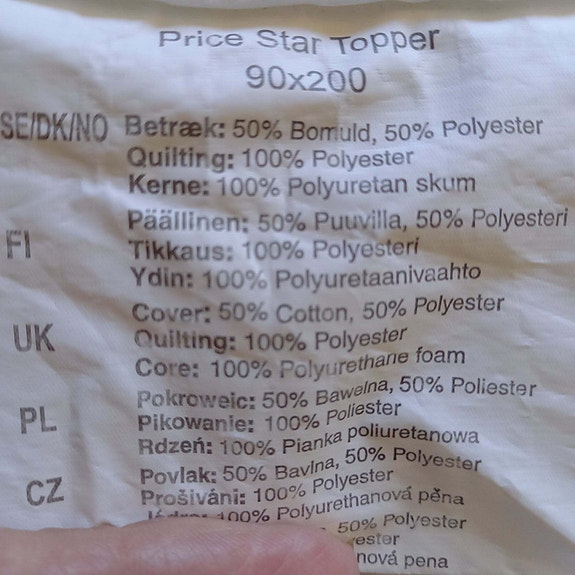 Price Star Topper
90x200
SE/DK/NO Betræk: 50% Bomuld, 50% Polyester
Quilting: 100% Polyester
Kerne: 100% Polyuretan skum
FI Päällinen: 50% Puuvilla, 50% Polyesteri
Tikkaus: 100% Polyesteri
Ydin: 100% Polyuretaanivaahto
UK Cover: 50% Cotton, 50% Polyester
Quilting: 100% Polyester
Core: 100% Polyurethane foam
PL Pokroweic: 50% Bawełna, 50% Poliester
Pikowanie: 100% Poliester
Rdzeń: 100% Pianka poliuretanowa
CZ Povlak: 50% Bavlna, 50% Polyester
Prošiváni: 100% Polyester
100% Polyurethanová pěna
50% Polyester
ester
nová pena